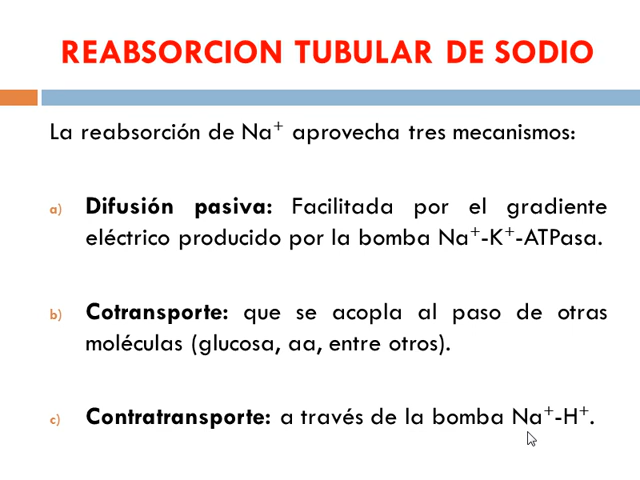 REABSORCION TUBULAR DE SODIO
La reabsorción de Na⁺ aprovecha tres mecanismos:
a) Difusión pasiva: Facilitada por el gradiente
eléctrico producido por la bomba Na⁺-K⁺-ATPasa.
b) Cotransporte: que se acopla al paso de otras
moléculas (glucosa, aa, entre otros).
c) Contratransporte: a través de la bomba Na⁺-H⁺.